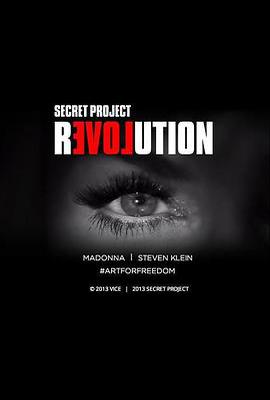 SECRET PROJECT
REVOLUTION
MADONNA | STEVEN KLEIN
#ARTFORFREEDOM
© 2013 VICE | 2013 SECRET PROJECT